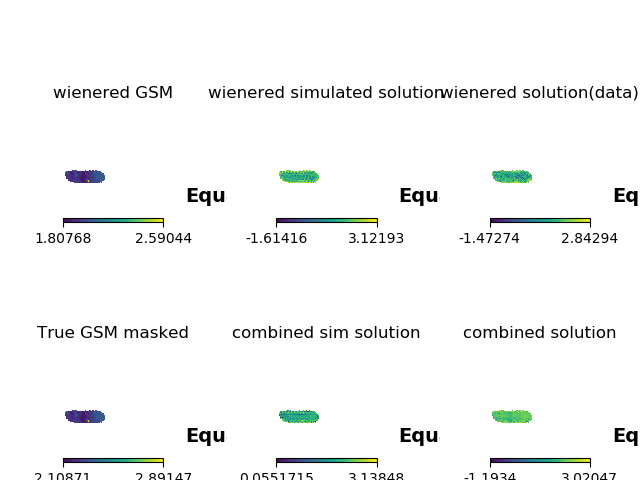 wienered GSM wienered simulated solution wienered solution(data)
Equ Equ Eq
1.80768 2.59044 -1.61416 3.12193 -1.47274 2.84294
True GSM masked combined sim solution combined solution
Equ Equ Eq
2.10871 2.89147 0.0551715 3.13848 -1.1934 3.02047